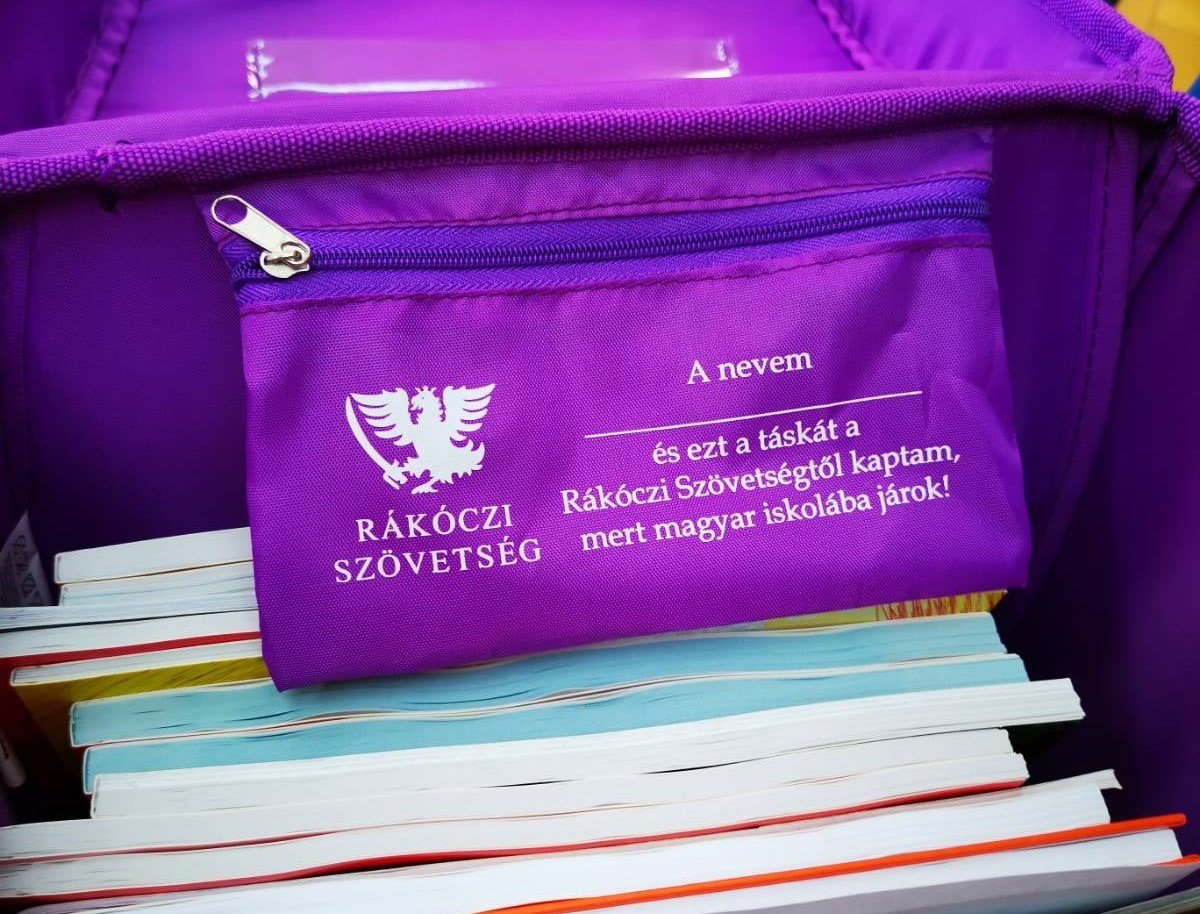 RÁKÓCZI
SZÖVETSÉG
A nevem
és ezt a táskát a
Rákóczi Szövetségtől kaptam,
mert magyar iskolába járok!